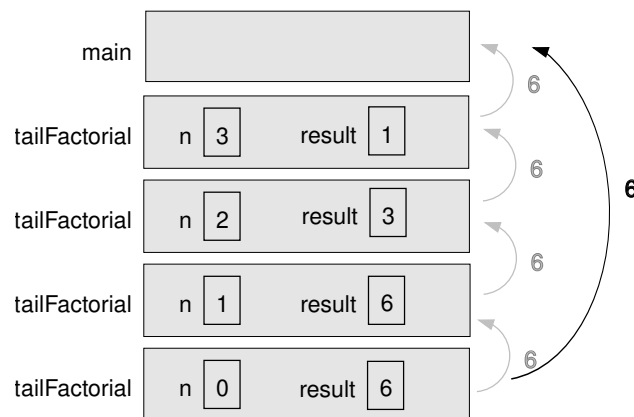 main
6
tailFactorial n 3 result 1
6
6
tailFactorial n 2 result 3
6
tailFactorial n 1 result 6
6
tailFactorial n 0 result 6